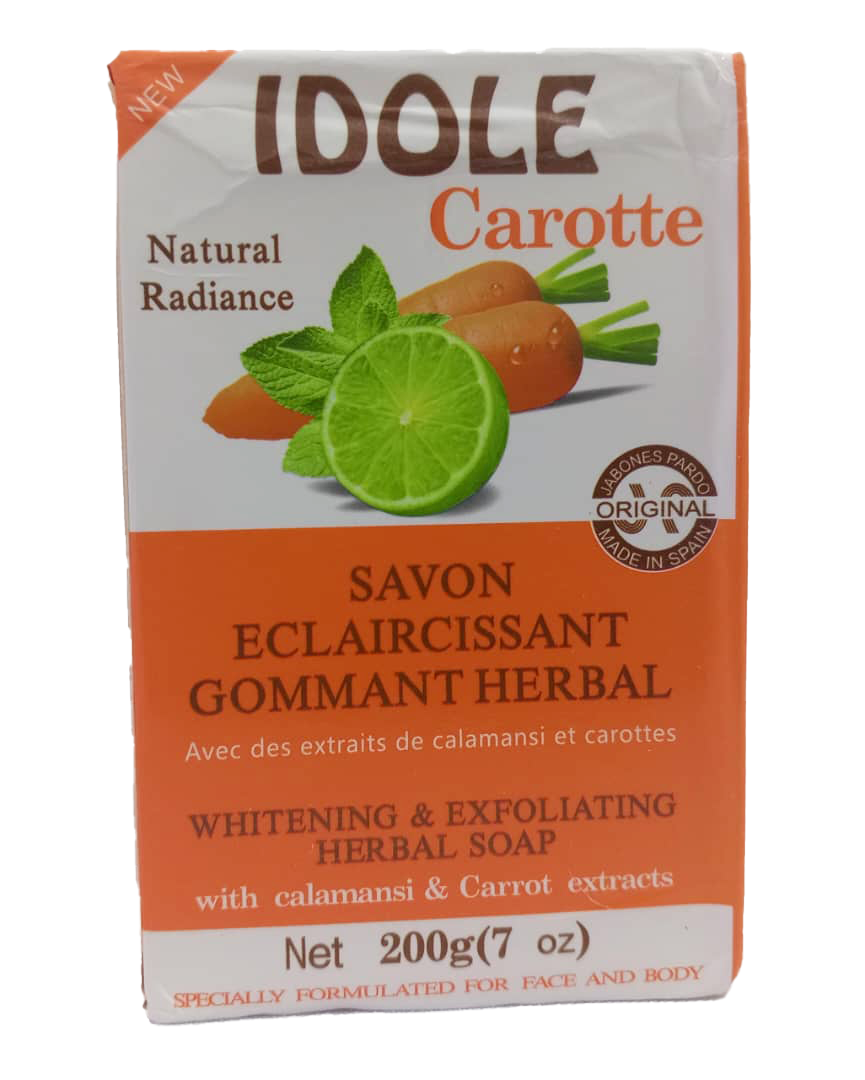 NEW
IDOLE
Carotte
Natural
Radiance
JABONES PARDO
ORIGINAL
MADE IN SPAIN
SAVON
ECLAIRCISSANT
GOMMANT HERBAL
Avec des extraits de calamansi et carottes
WHITENING & EXFOLIATING
HERBAL SOAP
with calamansi & Carrot extracts
Net 200g(7 oz)
SPECIALLY FORMULATED FOR FACE AND BODY